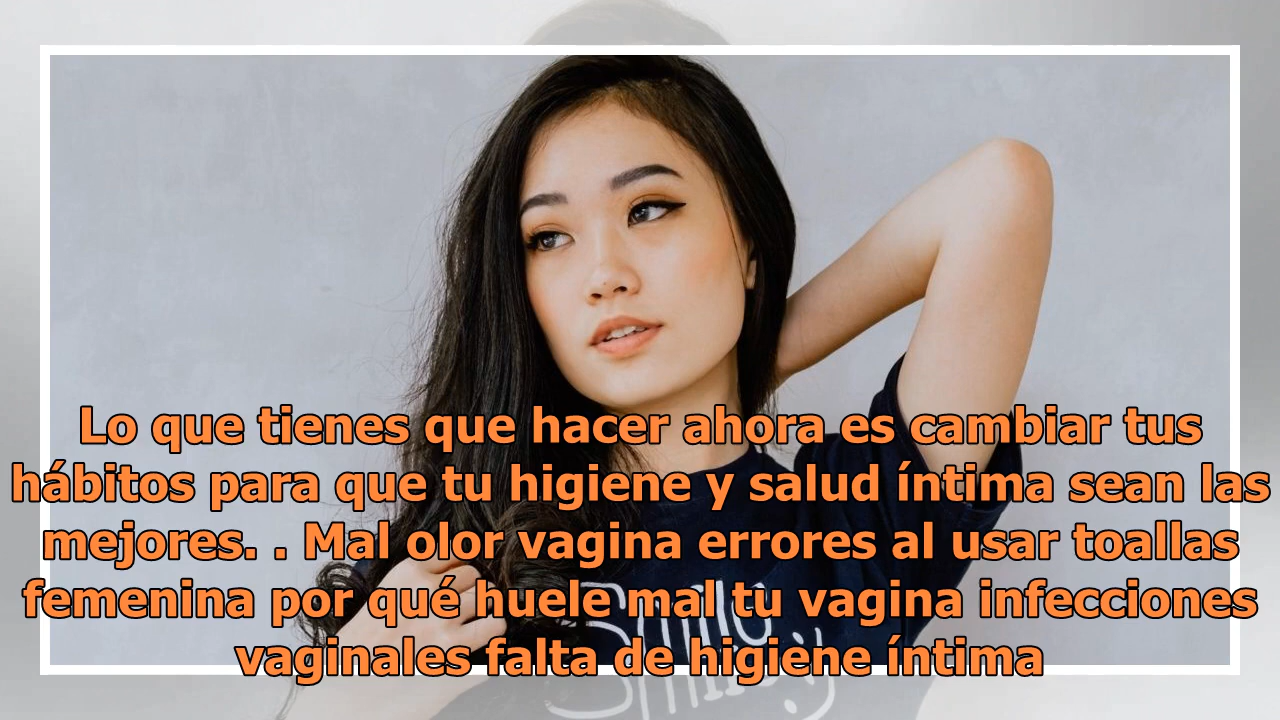 Lo que tienes que hacer ahora es cambiar tus
hábitos para que tu higiene y salud íntima sean las
mejores. . Mal olor vagina errores al usar toallas
femenina por qué huele mal tu vagina infecciones
vaginales falta de higiene íntima